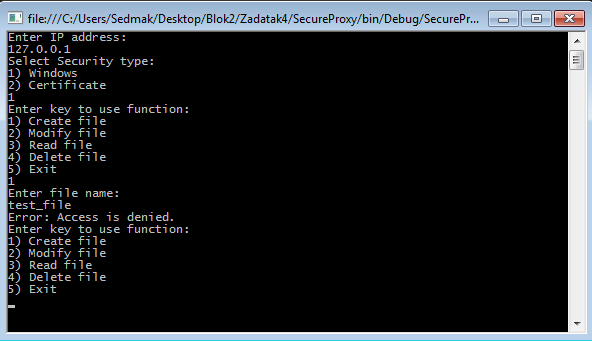 file:///C:/Users/Sedmak/Desktop/Blok2/Zadatak4/SecureProxy/bin/Debug/SecurePr...
Enter IP address:
127.0.0.1
Select Security type:
1) Windows
2) Certificate
1
Enter key to use function:
1) Create file
2) Modify file
3) Read file
4) Delete file
5) Exit
1
Enter file name:
test_file
Error: Access is denied.
Enter key to use function:
1) Create file
2) Modify file
3) Read file
4) Delete file
5) Exit